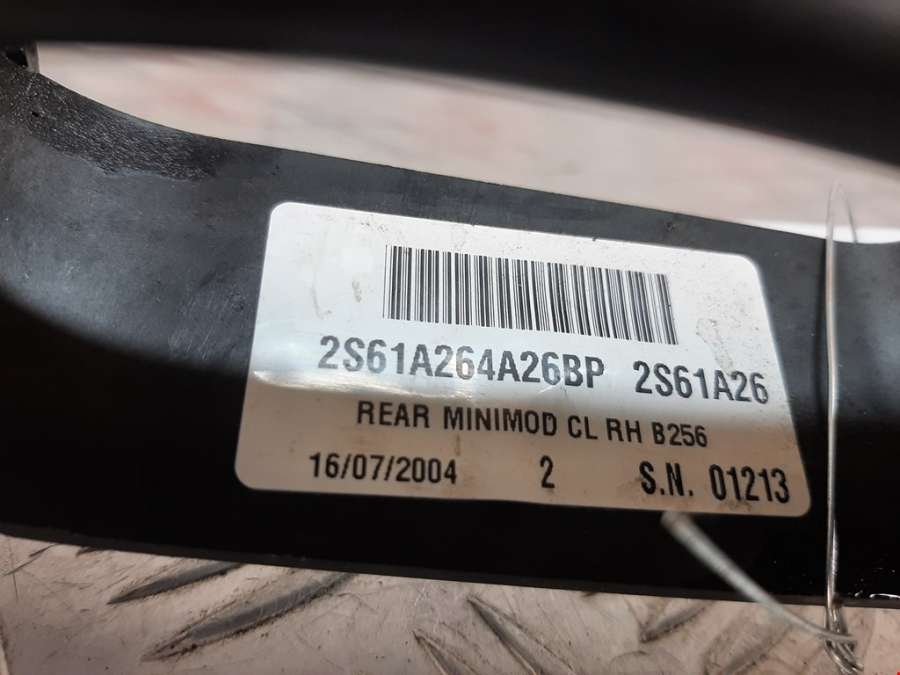 2S61A264A26BP 2S61A26
REAR MINIMOD CL RH B256
16/07/2004 2 S.N. 01213